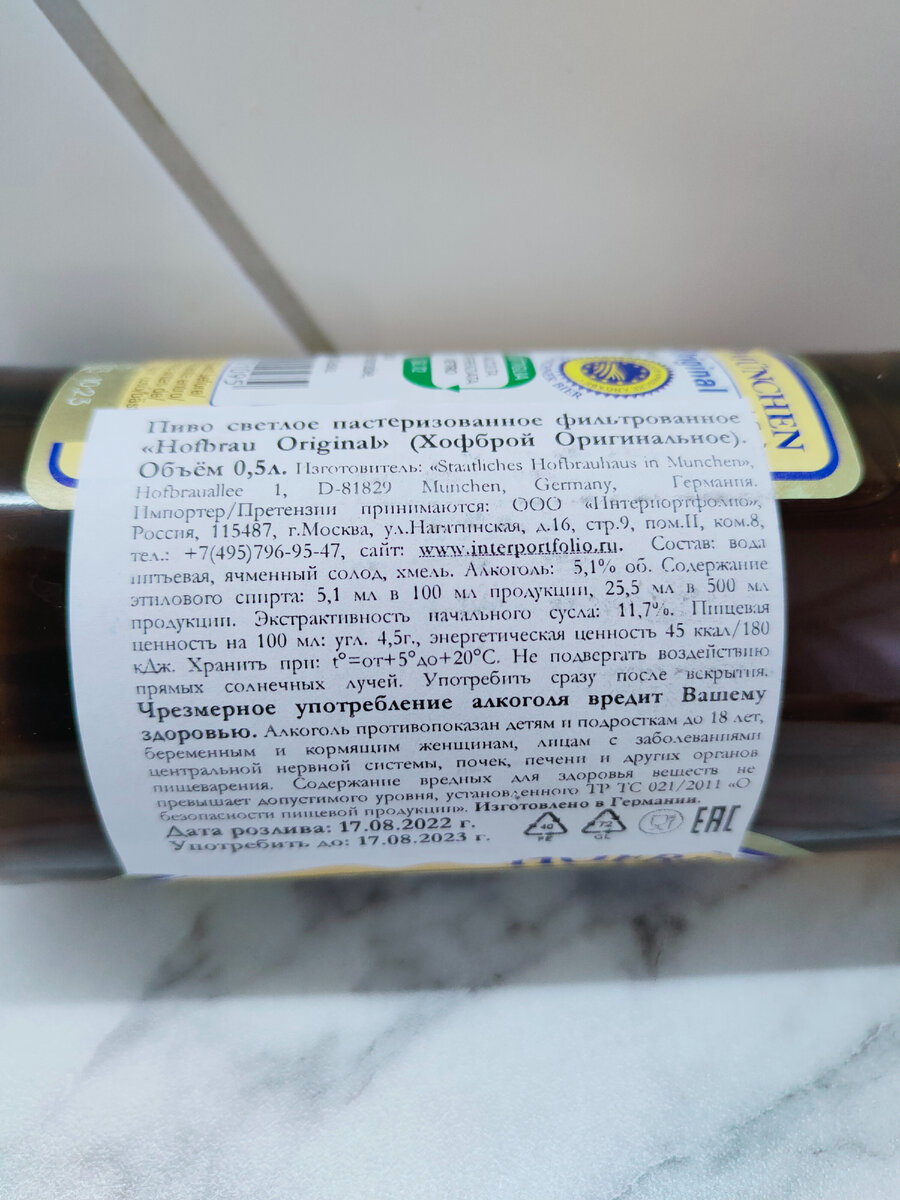 MÜNCHEN
Original
Пиво светлое пастеризованное фильтрованное
«Hofbrau Original» (Хофброй Оригинальное).
Объём 0,5л. Изготовитель: «Staatliches Hofbrauhaus in Munchen»,
Hofbrauallee 1, D-81829 Munchen, Germany, Германия.
Импортер/Претензии принимаются: ООО «Интерпортфолио»,
Россия, 115487, г.Москва, ул.Нагатинская, д.16, стр.9, пом.II, ком.8,
тел.: +7(495)796-95-47, сайт: www.interportfolio.ru. Состав: вода
питьевая, ячменный солод, хмель. Алкоголь: 5,1% об. Содержание
этилового спирта: 5,1 мл в 100 мл продукции, 25,5 мл в 500 мл
продукции. Экстрактивность начального сусла: 11,7%. Пищевая
ценность на 100 мл: угл. 4,5г., энергетическая ценность 45 ккал/180
кДж. Хранить при: t°=от+5°до+20°C. Не подвергать воздействию
прямых солнечных лучей. Употребить сразу после вскрытия.
Чрезмерное употребление алкоголя вредит Вашему
здоровью. Алкоголь противопоказан детям и подросткам до 18 лет,
беременным и кормящим женщинам, лицам с заболеваниями
центральной нервной системы, почек, печени и других органов
пищеварения. Содержание вредных для здоровья веществ не
превышает допустимого уровня, установленного ТР ТС 021/2011 «О
безопасности пищевой продукции». Изготовлено в Германии.
Дата розлива: 17.08.2022 г.
Употребить до: 17.08.2023 г.
40
FE
72
GL
EAC